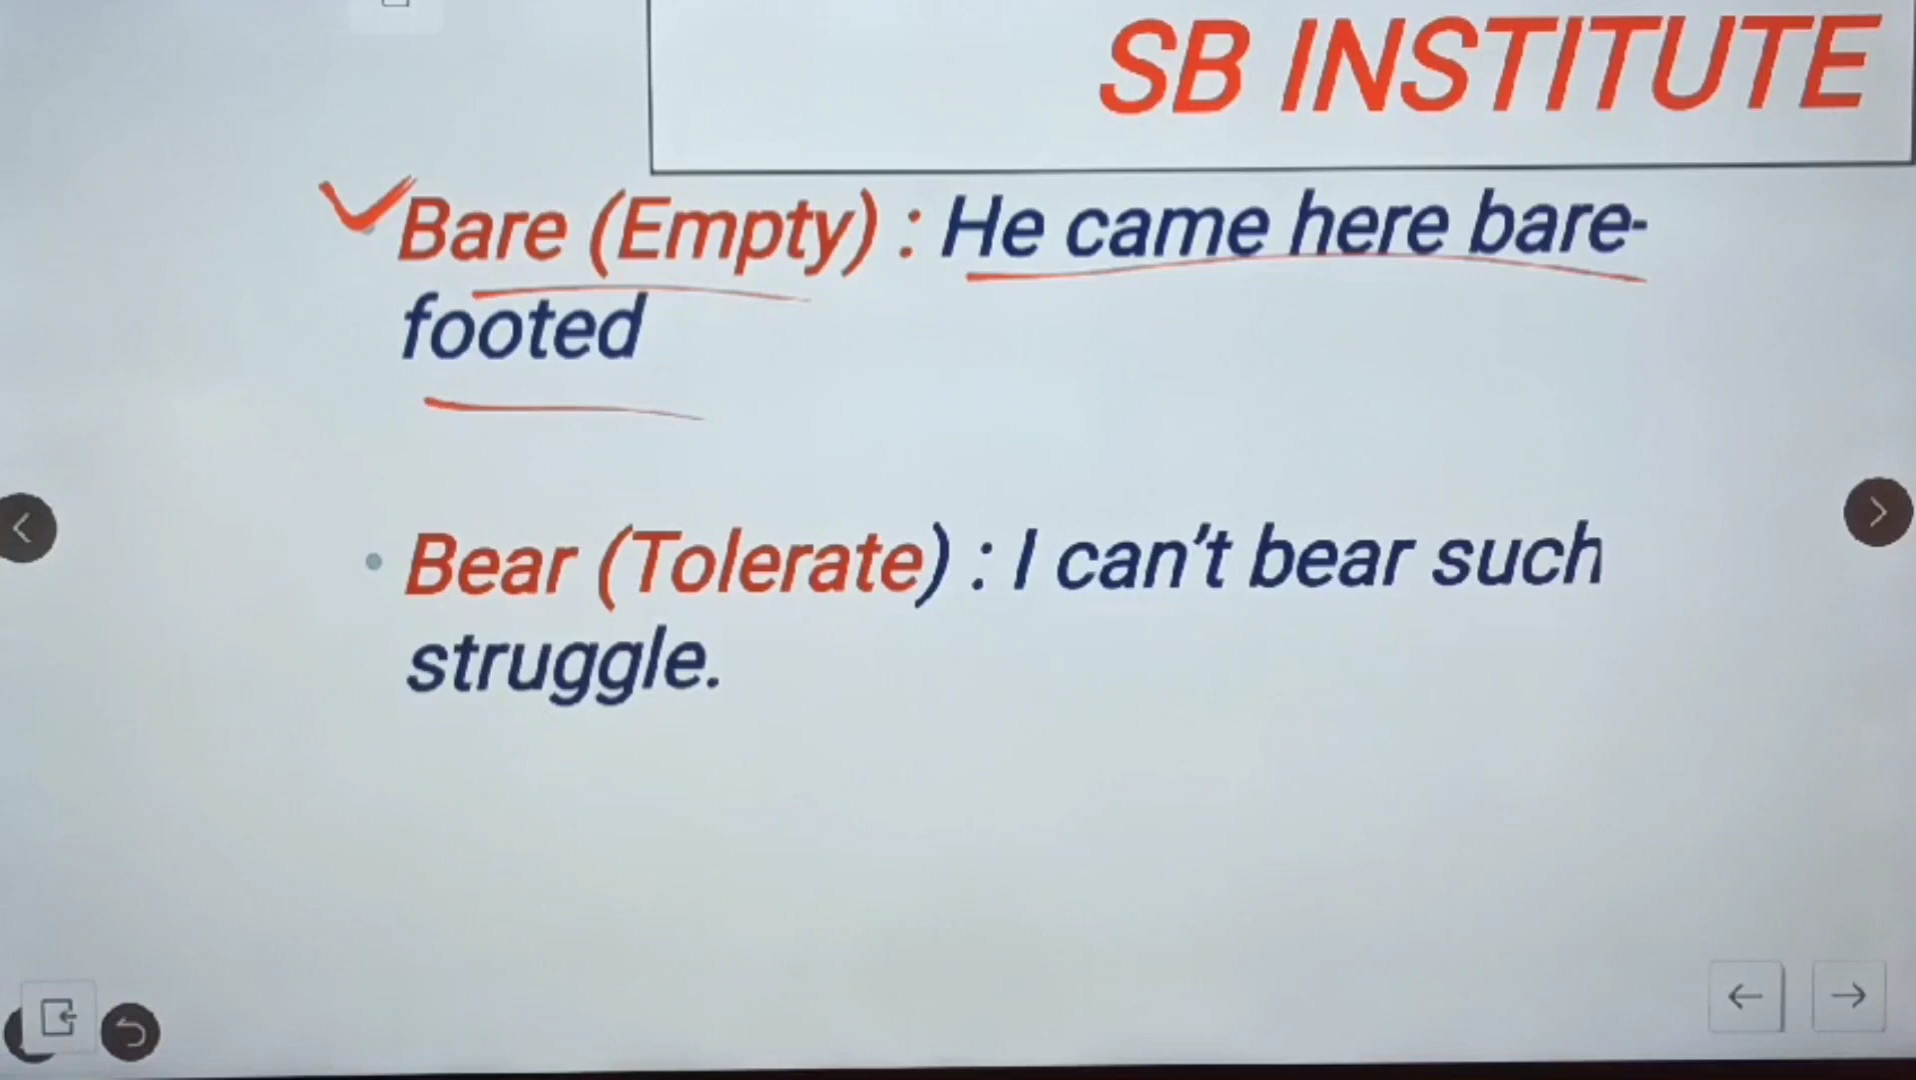 SB INSTITUTE
Bare (Empty) : He came here bare-
footed
Bear (Tolerate) : I can't bear such
struggle.